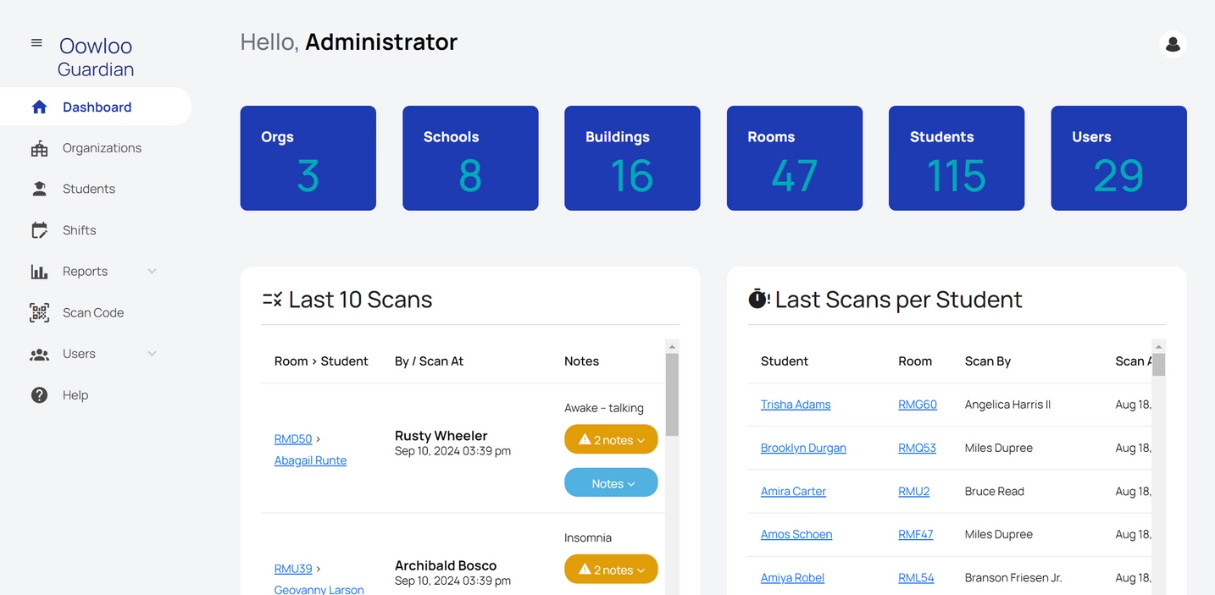 Oowloo
Guardian
Dashboard
Organizations
Students
Shifts
Reports
Scan Code
Users
Help
Hello, Administrator
Orgs
3
Schools
8
Buildings
16
Rooms
47
Students
115
Users
29
Last 10 Scans
Room › Student By / Scan At Notes
Awake – talking
RMD50 ›
Abagail Runte
Rusty Wheeler
Sep 10, 2024 03:39 pm
2 notes
Notes
Insomnia
RMU39 ›
Geovanny Larson
Archibald Bosco
Sep 10, 2024 03:39 pm
2 notes
Last Scans per Student
Student Room Scan By Scan A
Trisha Adams RMG60 Angelica Harris II Aug 18,
Brooklyn Durgan RMQ53 Miles Dupree Aug 18,
Amira Carter RMU2 Bruce Read Aug 18,
Amos Schoen RMF47 Miles Dupree Aug 18,
Amiya Robel RML54 Branson Friesen Jr. Aug 18,